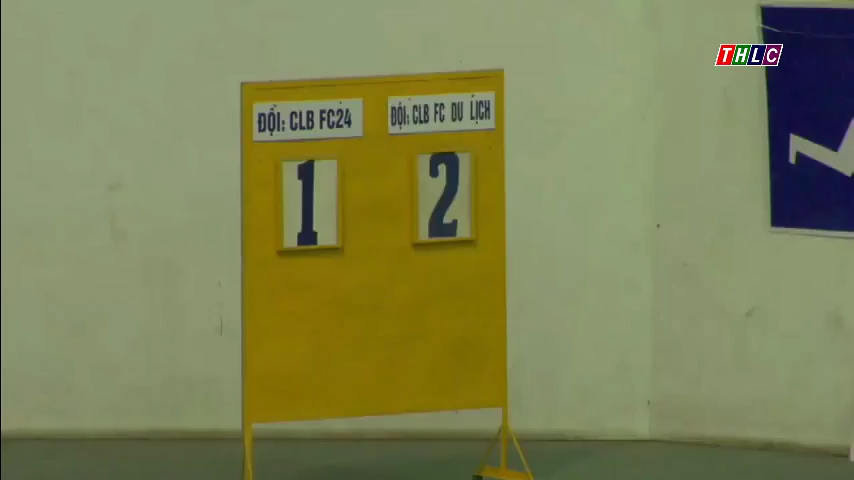 THLC
ĐỘI: CLB FC24
ĐỘI: CLB FC DU LỊCH
1
2